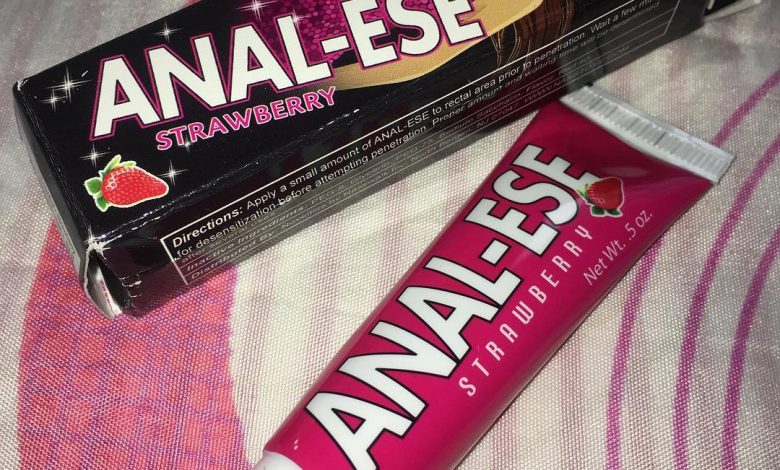 ANAL-ESE
STRAWBERRY
Directions: Apply a small amount of ANAL-ESE to rectal area prior to penetration. Wait a few
for desensitization before attempting penetration. Proper amount and waiting time will be determined
ANAL-ESE
STRAWBERRY
Net Wt. .5 oz.